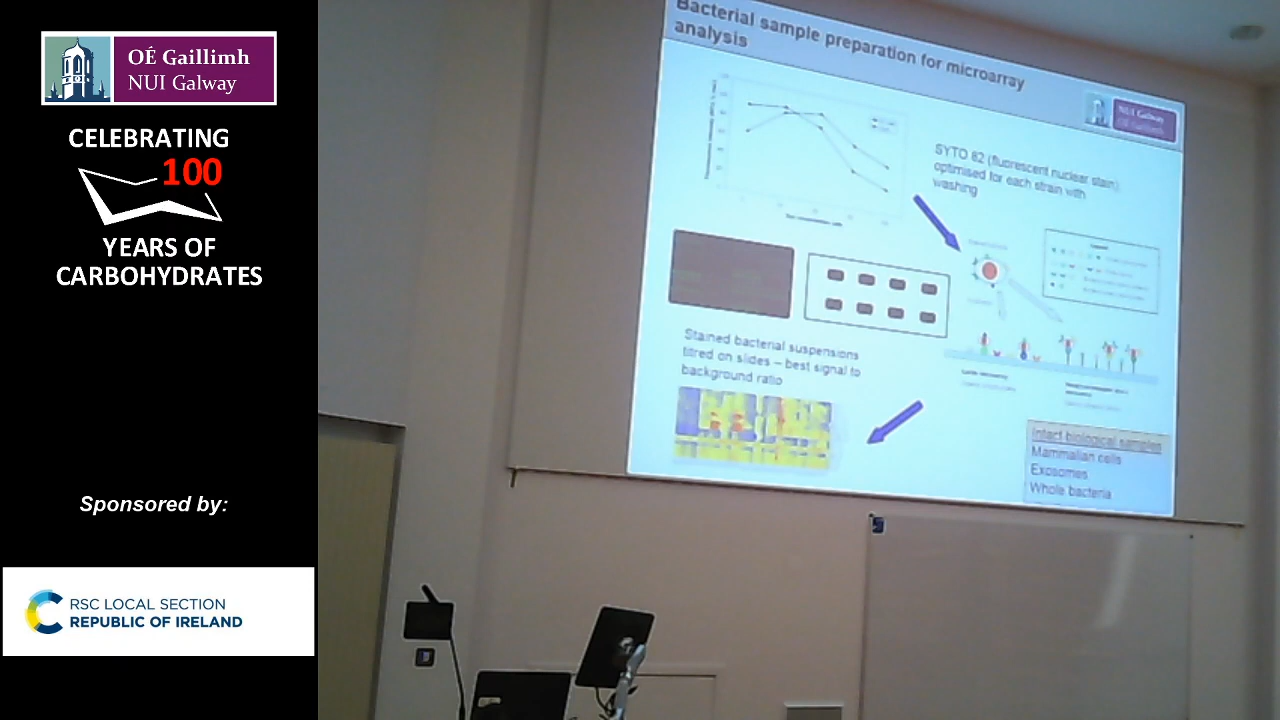 OÉ Gaillimh
NUI Galway
CELEBRATING
100
YEARS OF
CARBOHYDRATES
Sponsored by:
RSC LOCAL SECTION
REPUBLIC OF IRELAND
Bacterial sample preparation for microarray
analysis
NUI Galway
OÉ Gaillimh
SYTO 82 (fluorescent nuclear stain)
optimised for each strain with
washing
Stained bacterial suspensions
titred on slides – best signal to
background ratio
Intact biological samples
Mammalian cells
Exosomes
Whole bacteria